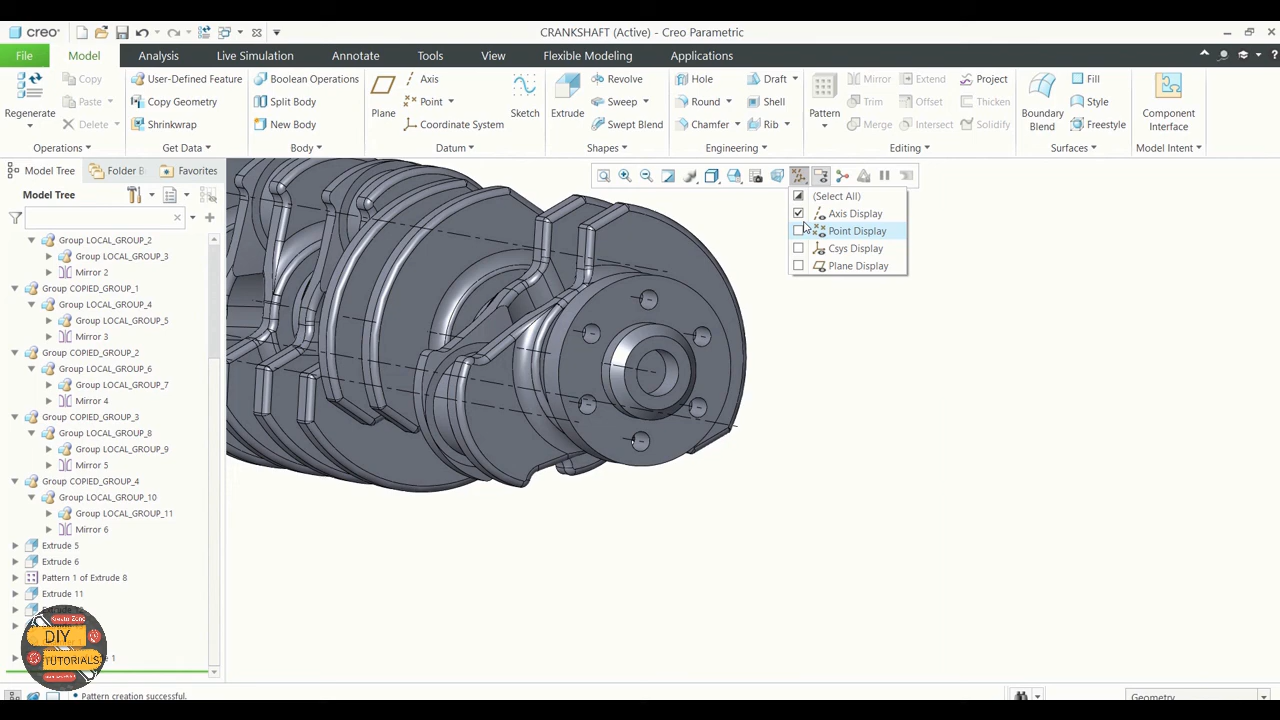 creo
CRANKSHAFT (Active) - Creo Parametric
File Model Analysis Live Simulation Annotate Tools View Flexible Modeling Applications
Regenerate
Copy
Paste
Delete
Operations
User-Defined Feature
Copy Geometry
Shrinkwrap
Get Data
Boolean Operations
Split Body
New Body
Body
Plane
Axis
Point
Coordinate System
Sketch
Datum
Extrude
Revolve
Sweep
Swept Blend
Shapes
Hole
Round
Chamfer
Draft
Shell
Rib
Engineering
Pattern
Mirror
Trim
Merge
Extend
Offset
Intersect
Project
Thicken
Solidify
Editing
Boundary
Blend
Fill
Style
Freestyle
Surfaces
Component
Interface
Model Intent
Model Tree Folder B Favorites
Model Tree
Group LOCAL_GROUP_2
Group LOCAL_GROUP_3
Mirror 2
Group COPIED_GROUP_1
Group LOCAL_GROUP_4
Group LOCAL_GROUP_5
Mirror 3
Group COPIED_GROUP_2
Group LOCAL_GROUP_6
Group LOCAL_GROUP_7
Mirror 4
Group COPIED_GROUP_3
Group LOCAL_GROUP_8
Group LOCAL_GROUP_9
Mirror 5
Group COPIED_GROUP_4
Group LOCAL_GROUP_10
Group LOCAL_GROUP_11
Mirror 6
Extrude 5
Extrude 6
Pattern 1 of Extrude 8
Extrude 11
(Select All)
Axis Display
Point Display
Csys Display
Plane Display
DIY
TUTORIALS
Pattern creation successful.
Geometry